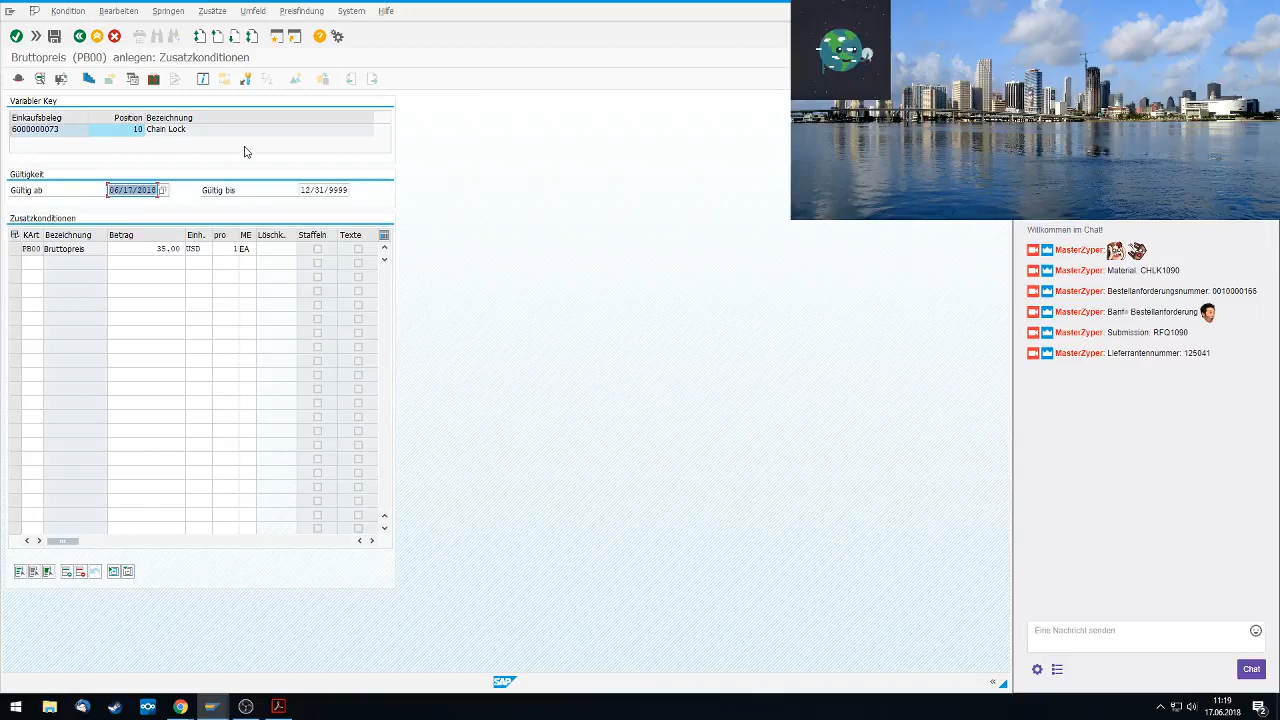 Kondition Bearbeiten Springen Zusätze Umfeld Preisfindung System Hilfe
Bruttopreis (PB00) anlegen: Zusatzkonditionen
Variabler Key
Einkaufsbeleg Position Bezeichnung
6000000073 10 Chain Lock
Gültigkeit
Gültig ab 06/17/2018 Gültig bis 12/31/9999
Zusatzkonditionen
KArt Bezeichnung Betrag Einh. pro ME Löschk. Staffeln Texte
PB00 Bruttopreis 35.00 USD 1 EA
SAP
Willkommen im Chat!
MasterZyper:
MasterZyper: Material: CHLK1090
MasterZyper: Bestellanforderungsnummer: 0010000166
MasterZyper: Banf= Bestellanforderung
MasterZyper: Submission: RFQ1090
MasterZyper: Lieferrantennummer: 125041
Eine Nachricht senden
Chat
11:19
17.06.2018
2